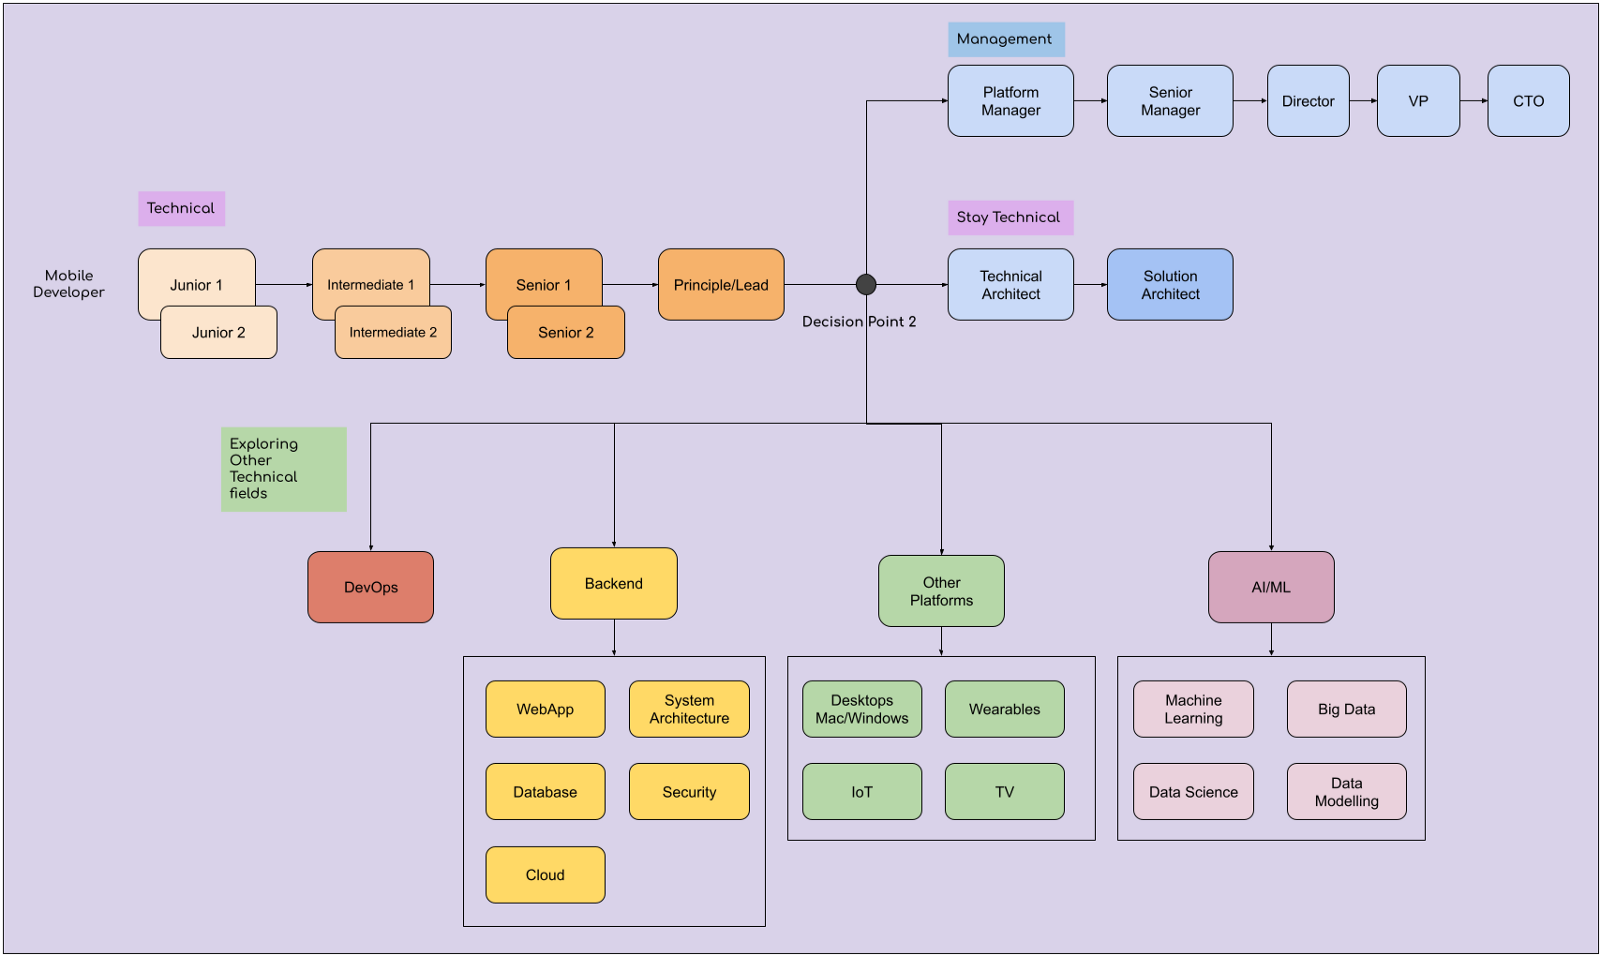 Management
Platform
Manager
Senior
Manager
Director
VP
CTO
Technical
Stay Technical
Mobile
Developer
Junior 1
Junior 2
Intermediate 1
Intermediate 2
Senior 1
Senior 2
Principle/Lead
Decision Point 2
Technical
Architect
Solution
Architect
Exploring
Other
Technical
fields
DevOps
Backend
Other
Platforms
AI/ML
WebApp
System
Architecture
Database
Security
Cloud
Desktops
Mac/Windows
Wearables
IoT
TV
Machine
Learning
Big Data
Data Science
Data
Modelling